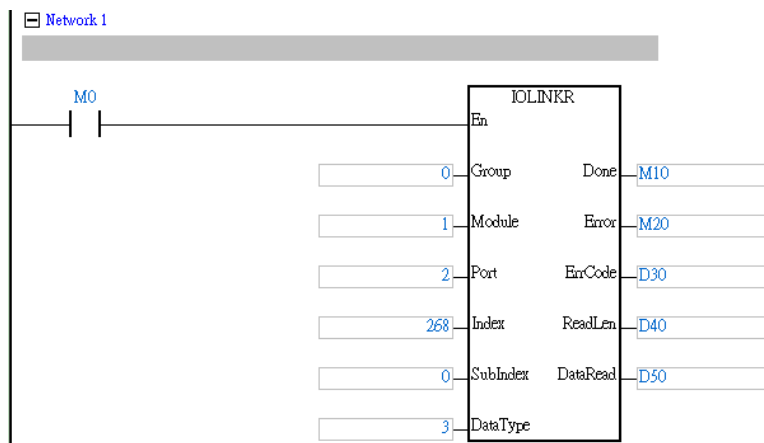 Network 1
M0
IOLINKR
En
0 Group Done M10
1 Module Error M20
2 Port ErrCode D30
268 Index ReadLen D40
0 SubIndex DataRead D50
3 DataType